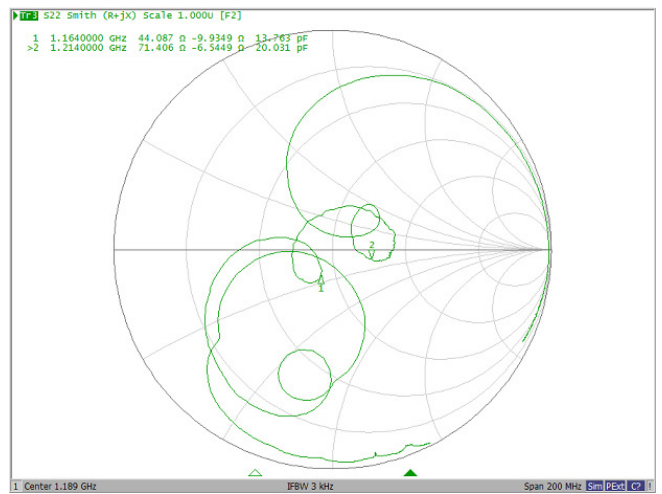 Tr3 S22 Smith (R+jX) Scale 1.000U [F2]
1 1.1640000 GHz 44.087 Ω -9.9349 Ω 13.763 pF
>2 1.2140000 GHz 71.406 Ω -6.5449 Ω 20.031 pF
2
1
1 Center 1.189 GHz IFBW 3 kHz Span 200 MHz Sim PExt C? !